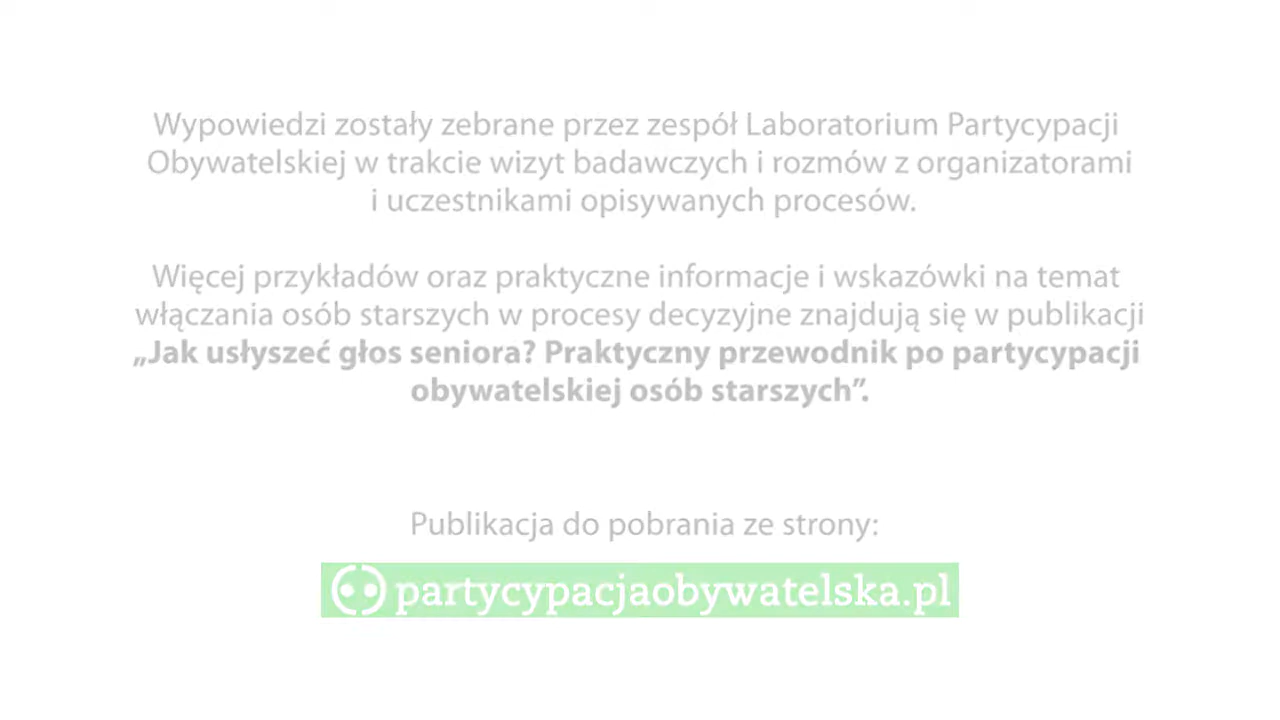 Wypowiedzi zostały zebrane przez zespół Laboratorium Partycypacji
Obywatelskiej w trakcie wizyt badawczych i rozmów z organizatorami
i uczestnikami opisywanych procesów.
Więcej przykładów oraz praktyczne informacje i wskazówki na temat
włączania osób starszych w procesy decyzyjne znajdują się w publikacji
„Jak usłyszeć głos seniora? Praktyczny przewodnik po partycypacji
obywatelskiej osób starszych”.
Publikacja do pobrania ze strony:
partycypacjaobywatelska.pl